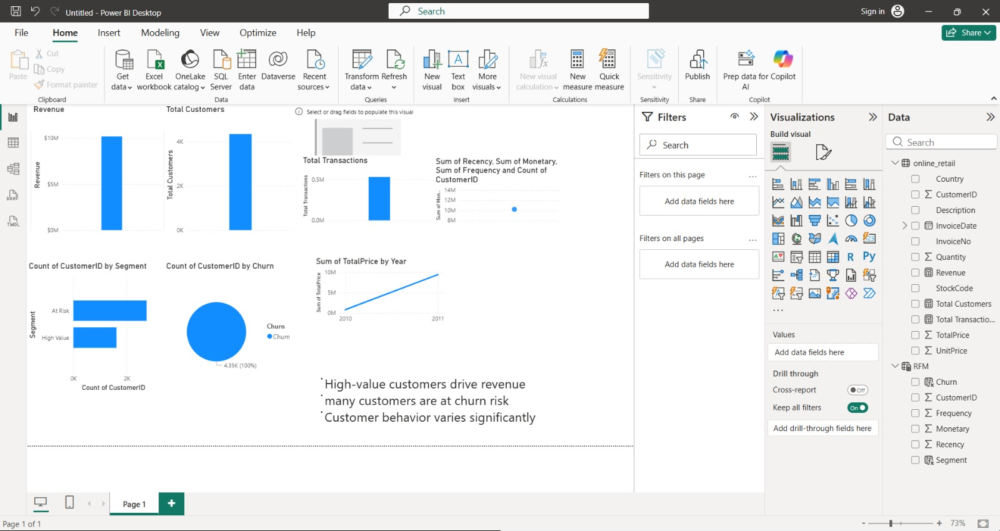 Untitled - Power BI Desktop
Search
Sign in
File
Home
Insert
Modeling
View
Optimize
Help
Share
Paste
Cut
Copy
Format painter
Clipboard
Get data
Excel workbook
OneLake catalog
SQL Server
Enter data
Dataverse
Recent sources
Data
Transform data
Refresh
Queries
New visual
Text box
More visuals
Insert
New visual calculation
New measure
Quick measure
Calculations
Sensitivity
Sensitivity
Publish
Share
Prep data for AI
Copilot
Copilot
Revenue
$10M
$5M
$0M
Revenue
Total Customers
4K
2K
0K
Total Customers
Select or drag fields to populate this visual
Total Transactions
0.5M
0.0M
Total Transactions
Sum of Recency, Sum of Monetary,
Sum of Frequency and Count of
CustomerID
14M
12M
10M
8M
Sum of Mon...
Count of CustomerID by Segment
Segment
At Risk
High Value
0K
2K
Count of CustomerID
Count of CustomerID by Churn
4.35K (100%)
Churn
Churn
Sum of TotalPrice by Year
Sum of TotalPrice
10M
5M
0M
2010
2011
High-value customers drive revenue
many customers are at churn risk
Customer behavior varies significantly
DAX
TMDL
Filters
Search
Filters on this page
...
Add data fields here
Filters on all pages
...
Add data fields here
Visualizations
Build visual
123
R
Py
...
Values
Add data fields here
Drill through
Cross-report
Off
Keep all filters
On
Add drill-through fields here
Data
Search
online_retail
Country
CustomerID
Description
InvoiceDate
InvoiceNo
Quantity
Revenue
StockCode
Total Customers
Total Transactio...
TotalPrice
UnitPrice
RFM
Churn
CustomerID
Frequency
Monetary
Recency
Segment
Page 1
Page 1 of 1
- +
73%